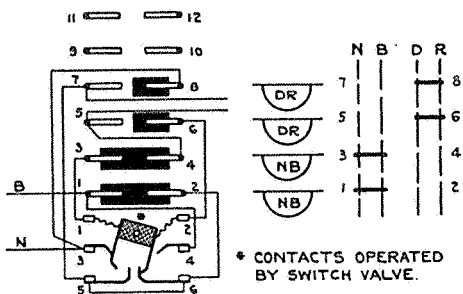 11 12
9 10
7 8
5 6
3 4
1 2
B
N
* 
1 2
3 4
5 6
N B D R
DR 7 8
DR 5 6
NB 3 4
NB 1 2
* CONTACTS OPERATED
BY SWITCH VALVE.